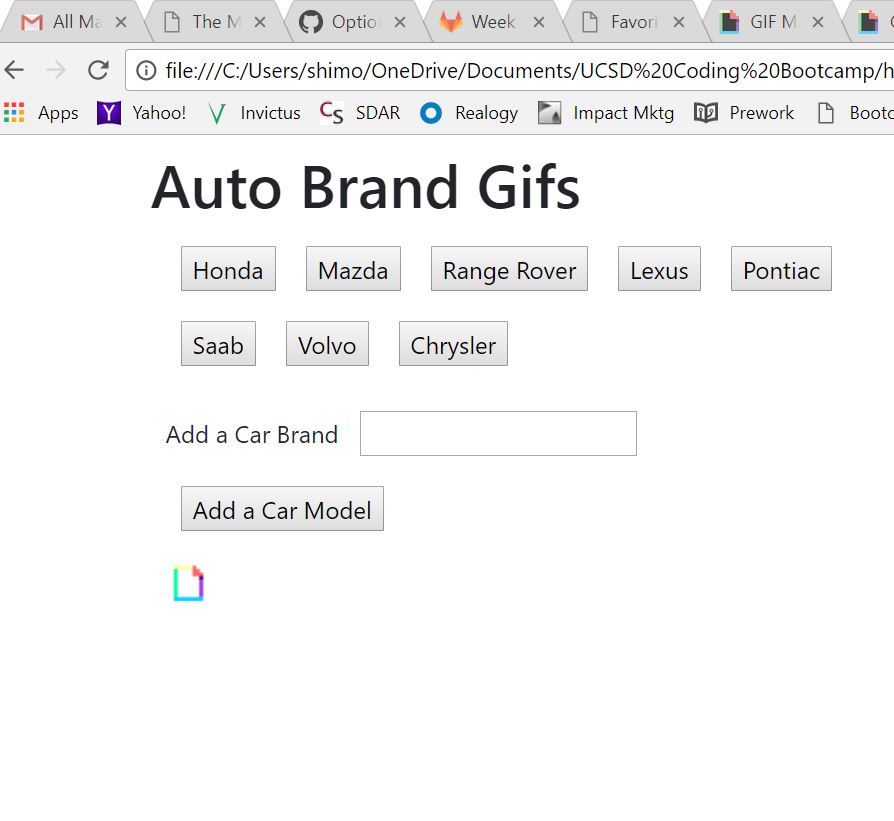 All Ma The M Optio Week Favori GIF M
file:///C:/Users/shimo/OneDrive/Documents/UCSD%20Coding%20Bootcamp/h
Apps Yahoo! Invictus CS SDAR Realogy Impact Mktg Prework Bootc
Auto Brand Gifs
Honda Mazda Range Rover Lexus Pontiac
Saab Volvo Chrysler
Add a Car Brand
Add a Car Model